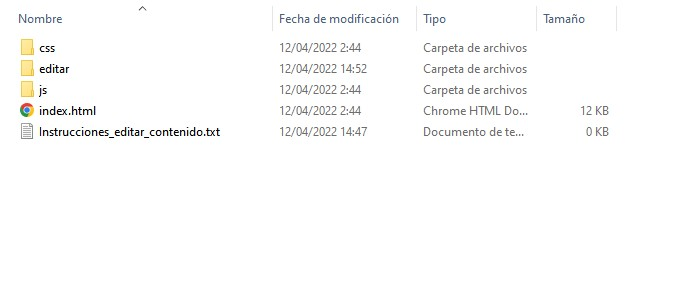 Nombre Fecha de modificación Tipo Tamaño
css 12/04/2022 2:44 Carpeta de archivos
editar 12/04/2022 14:52 Carpeta de archivos
js 12/04/2022 2:44 Carpeta de archivos
index.html 12/04/2022 2:44 Chrome HTML Do... 12 KB
Instrucciones_editar_contenido.txt 12/04/2022 14:47 Documento de te... 0 KB